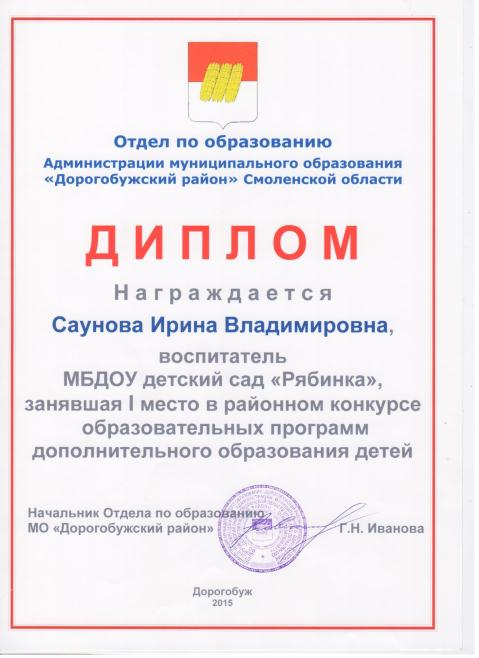 Отдел по образованию
Администрации муниципального образования
«Дорогобужский район» Смоленской области
ДИПЛОМ
Награждается
Саунова Ирина Владимировна,
воспитатель
МБДОУ детский сад «Рябинка»,
занявшая I место в районном конкурсе
образовательных программ
дополнительного образования детей
Начальник Отдела по образованию
МО «Дорогобужский район» Г.Н. Иванова
Дорогобуж
2015